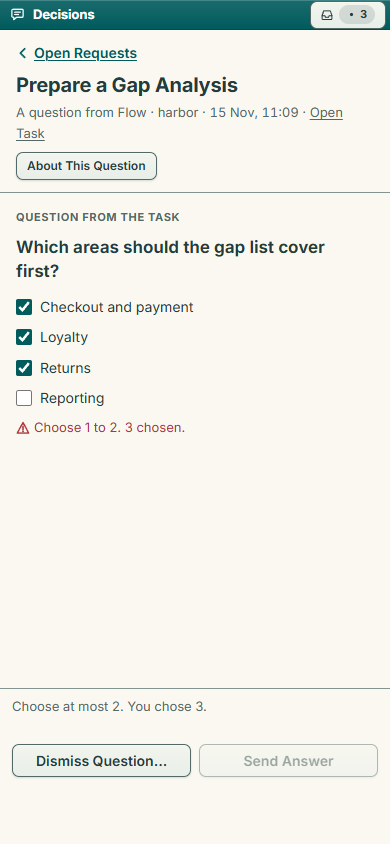 Decisions
• 3
Open Requests
Prepare a Gap Analysis
A question from Flow · harbor · 15 Nov, 11:09 · Open
Task
About This Question
QUESTION FROM THE TASK
Which areas should the gap list cover
first?
Checkout and payment
Loyalty
Returns
Reporting
Choose 1 to 2. 3 chosen.
Choose at most 2. You chose 3.
Dismiss Question...
Send Answer